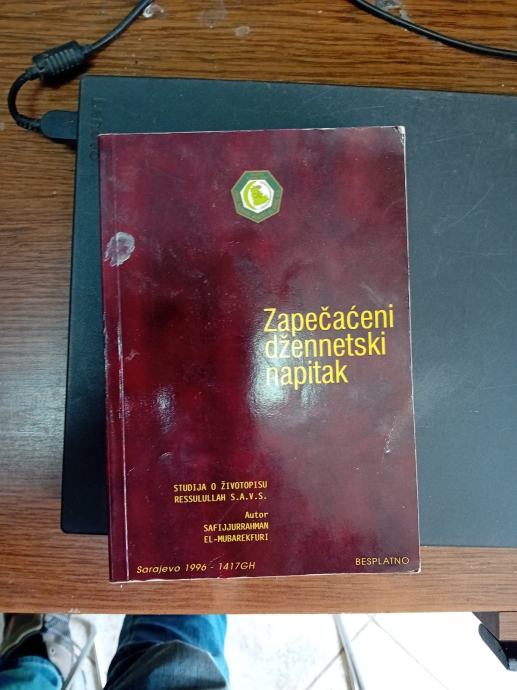 Zapečaćeni
džennetski
napitak
STUDIJA O ŽIVOTOPISU
RESSULULLAH S.A.V.S.
Autor
SAFIJJURRAHMAN
EL-MUBAREKFURI
Sarajevo 1996 - 1417GH
BESPLATNO